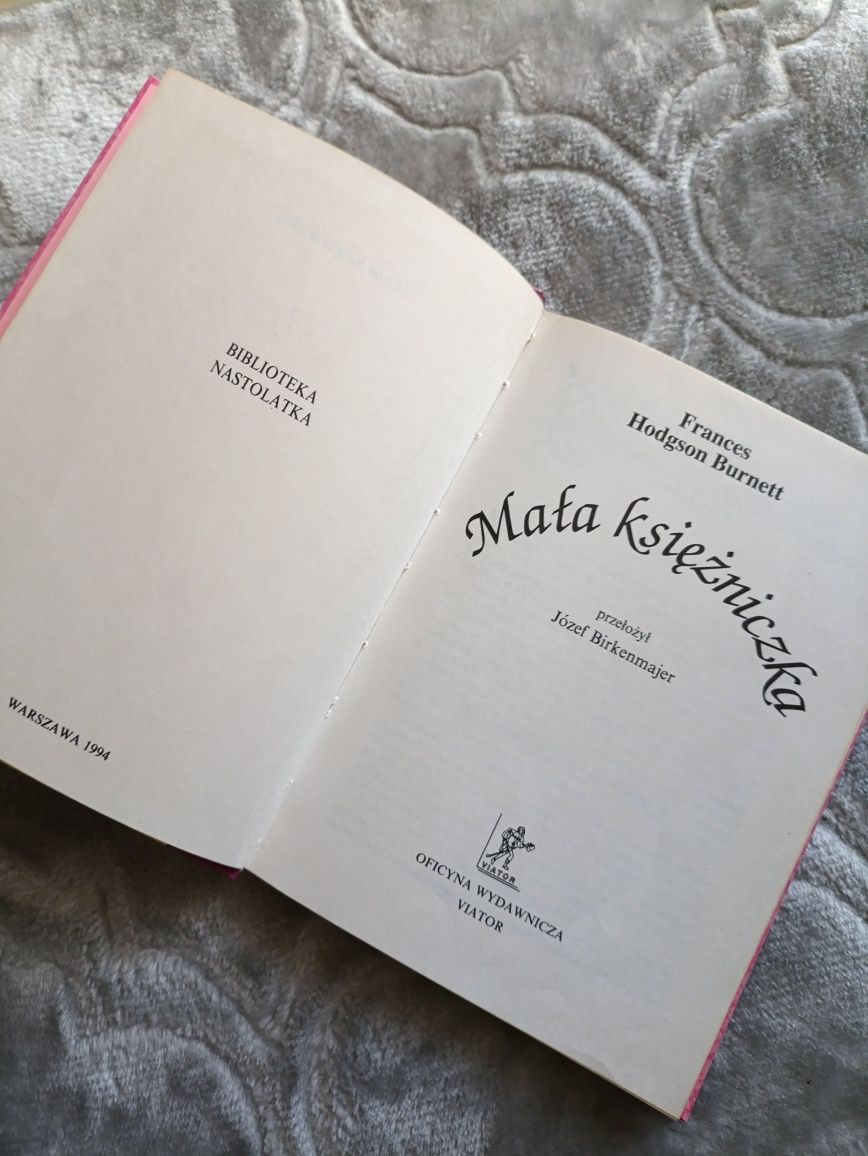 BIBLIOTEKA
NASTOLATKA
WARSZAWA 1994
Frances
Hodgson Burnett
Mała księżniczka
przełożył
Józef Birkenmajer
VIATOR
OFICYNA WYDAWNICZA
VIATOR